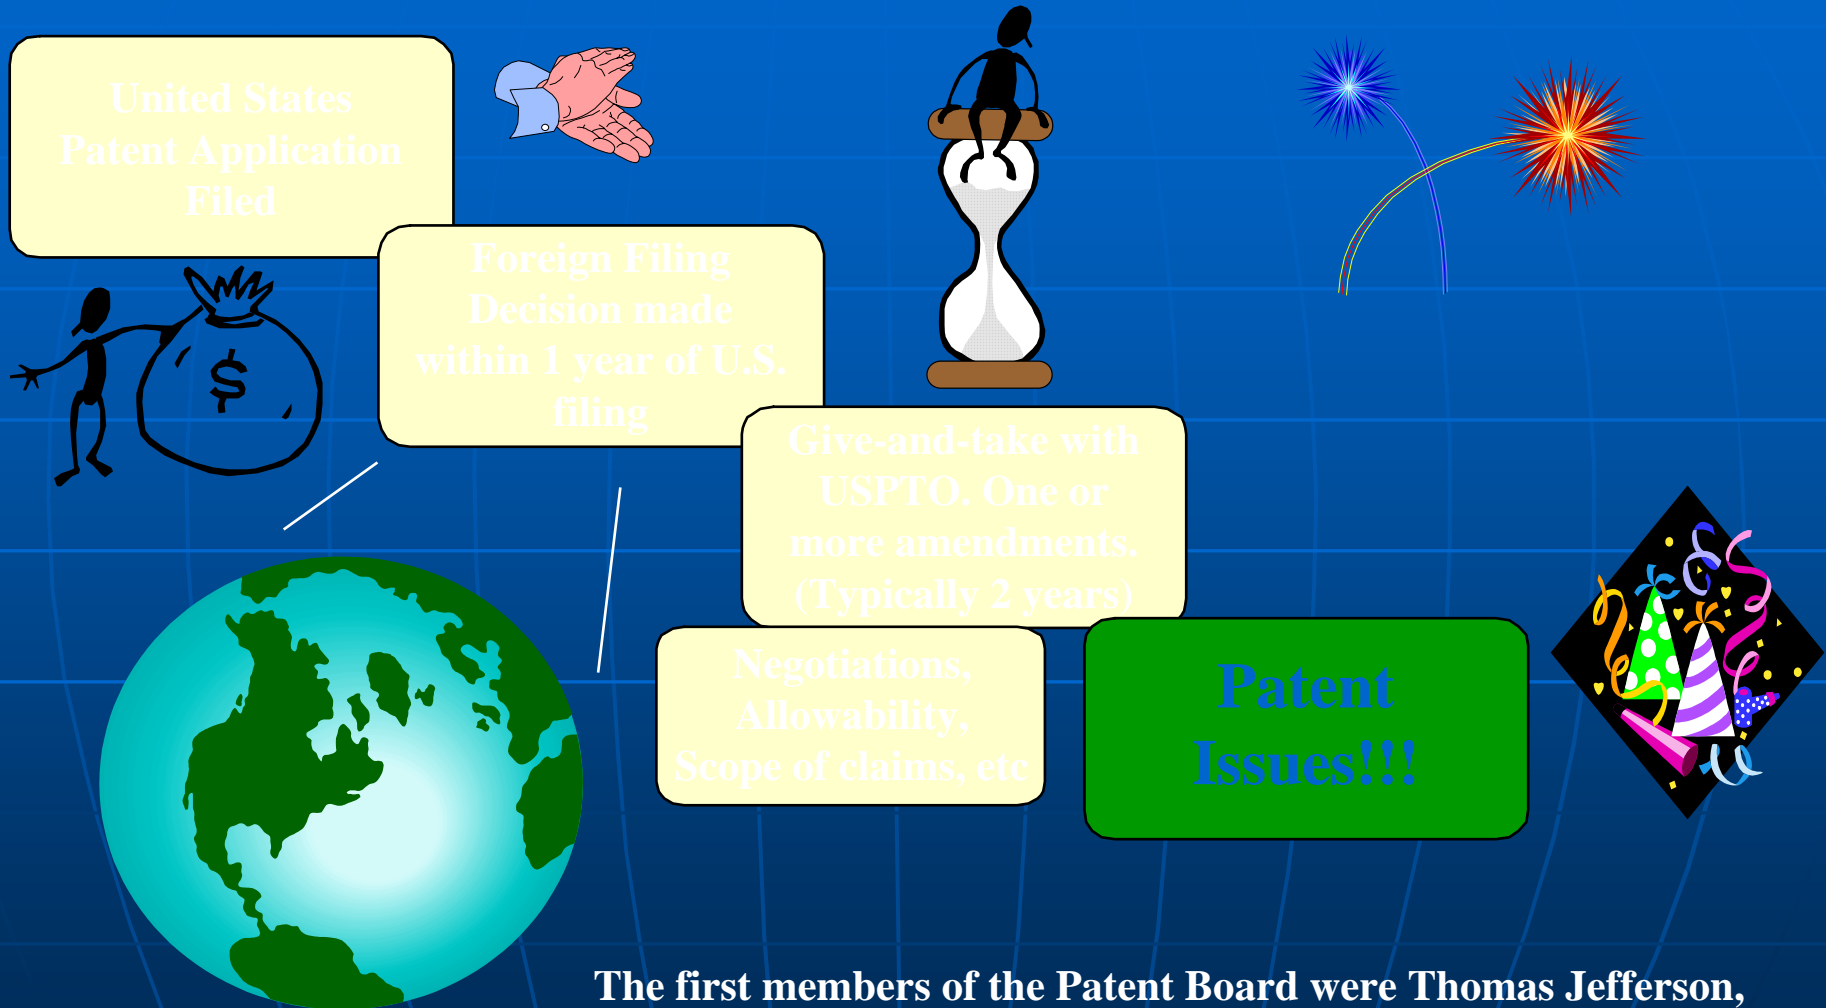 United States
Patent Application
Filed
Foreign Filing
Decision made
within 1 year of U.S.
filing
$
Give-and-take with
USPTO. One or
more amendments.
(Typically 2 years)
Negotiations,
Allowability,
Scope of claims, etc
Patent
Issues!!!
The first members of the Patent Board were Thomas Jefferson,